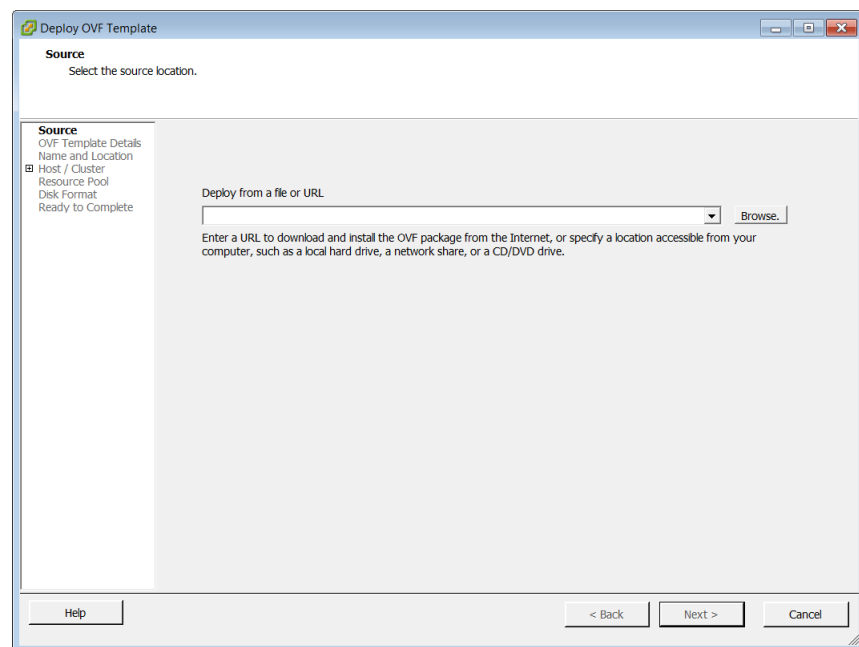 Deploy OVF Template
Source
Select the source location.
Source
OVF Template Details
Name and Location
Host / Cluster
Resource Pool
Disk Format
Ready to Complete
Deploy from a file or URL
Browse.
Enter a URL to download and install the OVF package from the Internet, or specify a location accessible from your
computer, such as a local hard drive, a network share, or a CD/DVD drive.
Help
< Back
Next >
Cancel